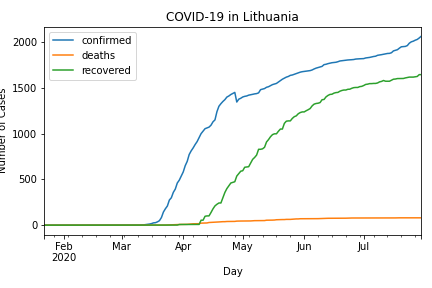 COVID-19 in Lithuania
confirmed
deaths
recovered
2000
1500
1000
500
0
Number of Cases
Feb
2020
Mar
Apr
May
Jun
Jul
Day